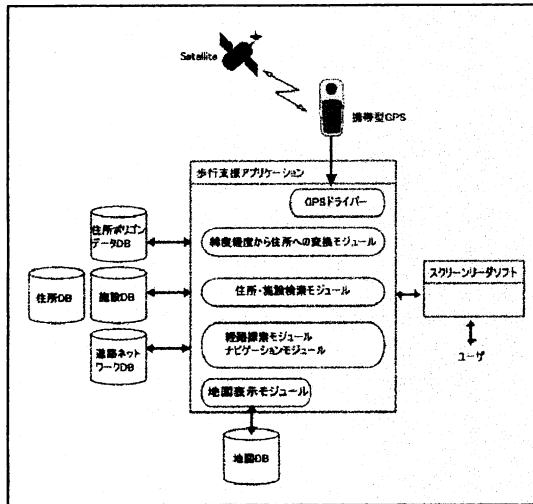 Satellite
携帯型GPS
歩行支援アプリケーション
GPSドライバー
住所ポリゴン
データDB
緯度経度から住所への変換モジュール
スクリーンリーダソフト
住所DB
施設DB
住所・施設検索モジュール
経路探索モジュール
ナビゲーションモジュール
ユーザ
道路ネット
ワークDB
地図表示モジュール
地図DB